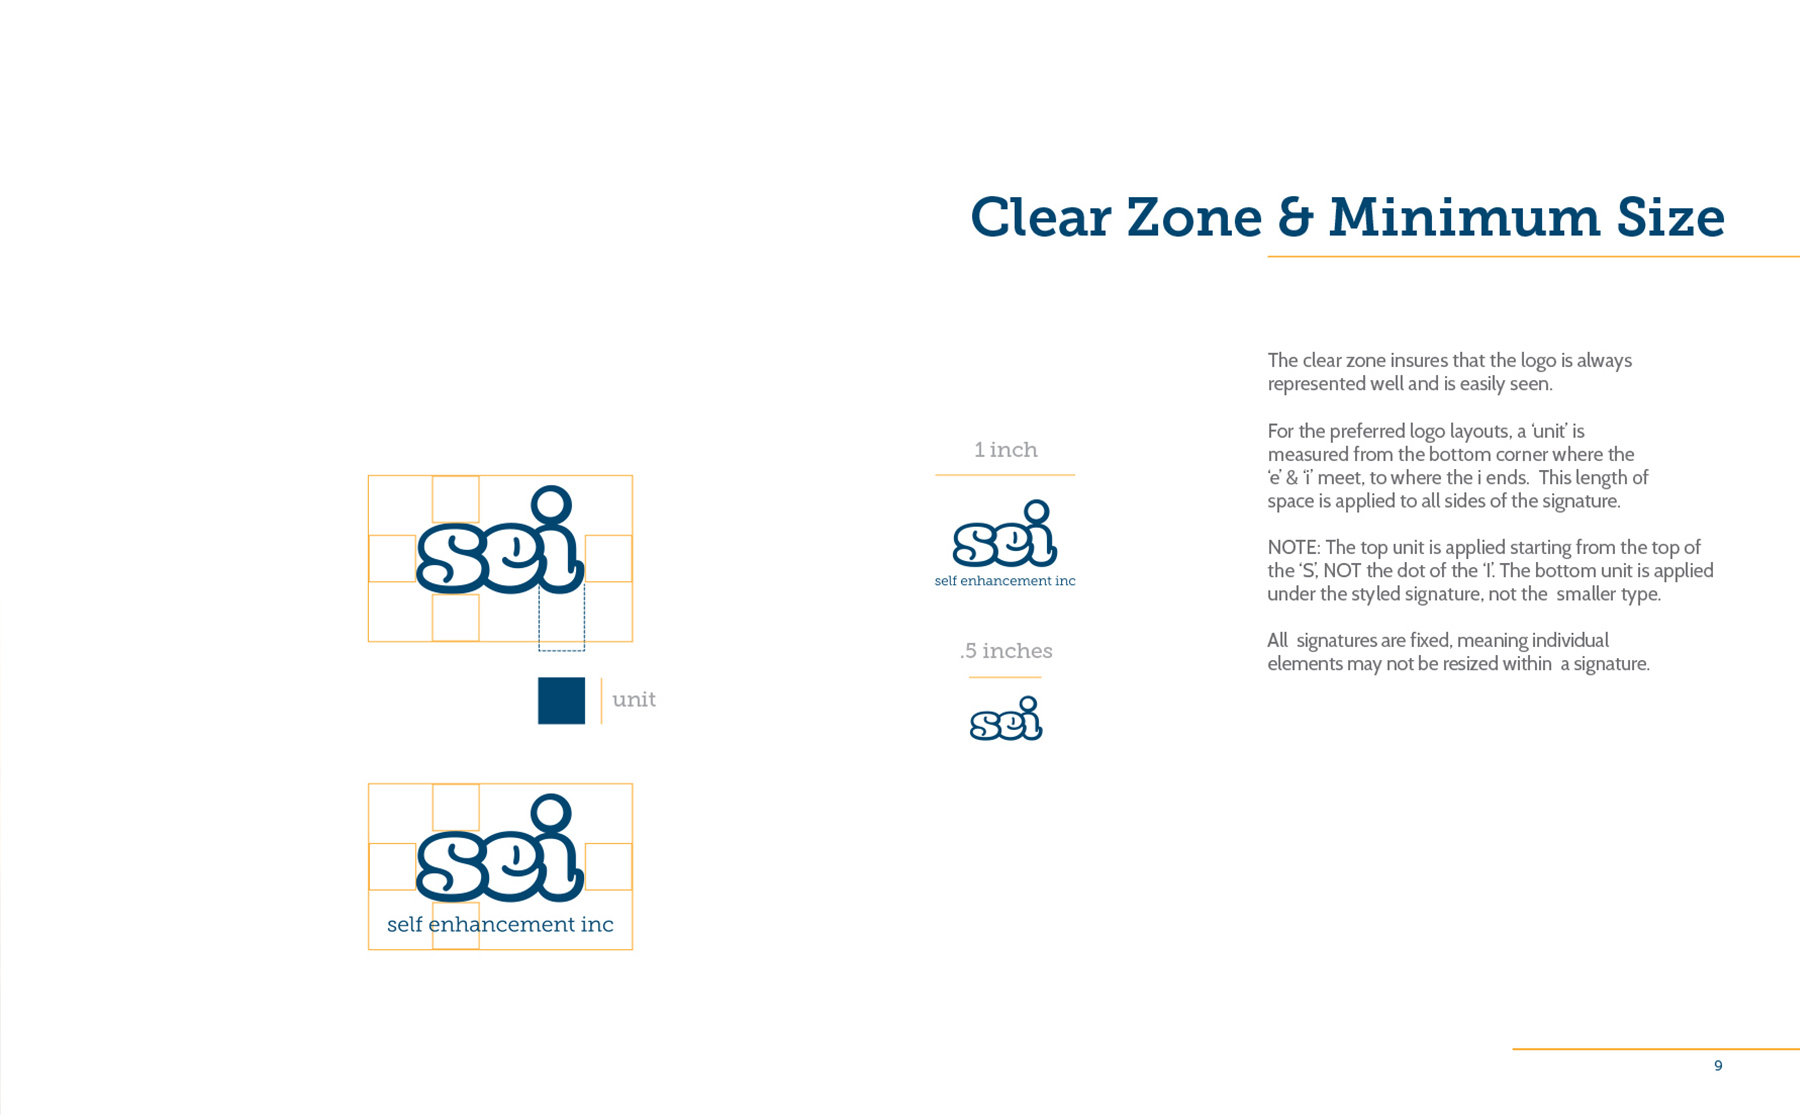 Clear Zone & Minimum Size
The clear zone insures that the logo is always
represented well and is easily seen.
For the preferred logo layouts, a ‘unit’ is
measured from the bottom corner where the
‘e’ & ‘i’ meet, to where the i ends.  This length of
space is applied to all sides of the signature.
NOTE: The top unit is applied starting from the top of
the ‘S’, NOT the dot of the ‘I’. The bottom unit is applied
under the styled signature, not the  smaller type.
All  signatures are fixed, meaning individual
elements may not be resized within  a signature.
sei
unit
sei
self enhancement inc
1 inch
sei
self enhancement inc
.5 inches
sei
9